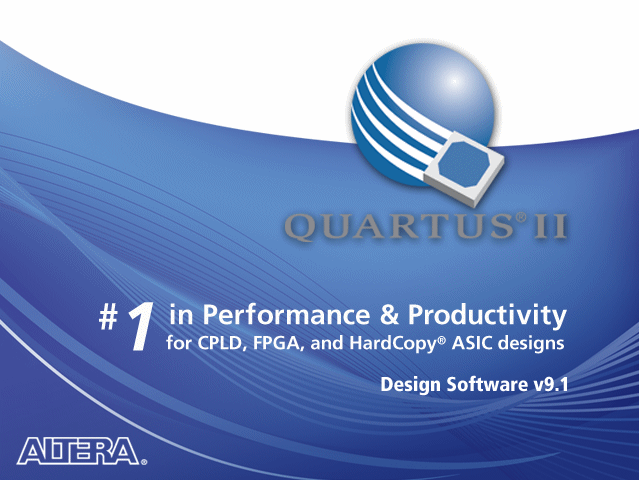 QUARTUS® II
#1 in Performance & Productivity
for CPLD, FPGA, and HardCopy® ASIC designs
Design Software v9.1
ALTERA®